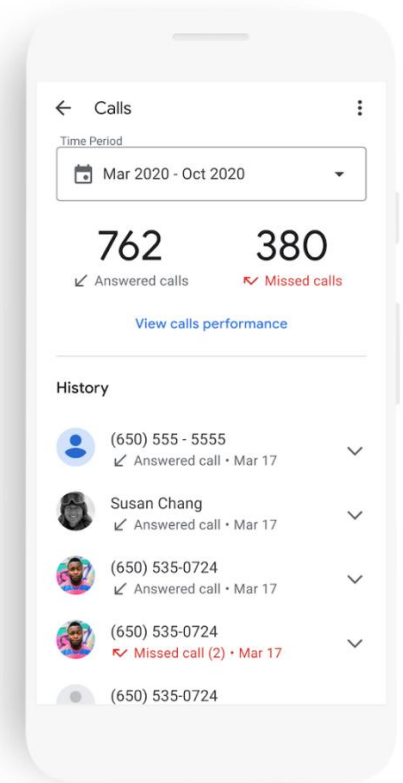 Calls
Time Period
Mar 2020 - Oct 2020
762
380
Answered calls
Missed calls
View calls performance
History
(650) 555 - 5555
Answered call • Mar 17
Susan Chang
Answered call • Mar 17
(650) 535-0724
Answered call • Mar 17
(650) 535-0724
Missed call (2) • Mar 17
(650) 535-0724